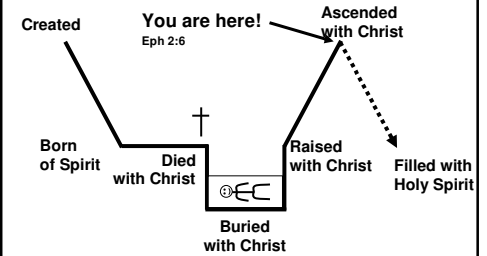 Created
You are here!
Eph 2:6
Ascended
with Christ
Born
of Spirit
Died
with Christ
Raised
with Christ
Filled with
Holy Spirit
Buried
with Christ